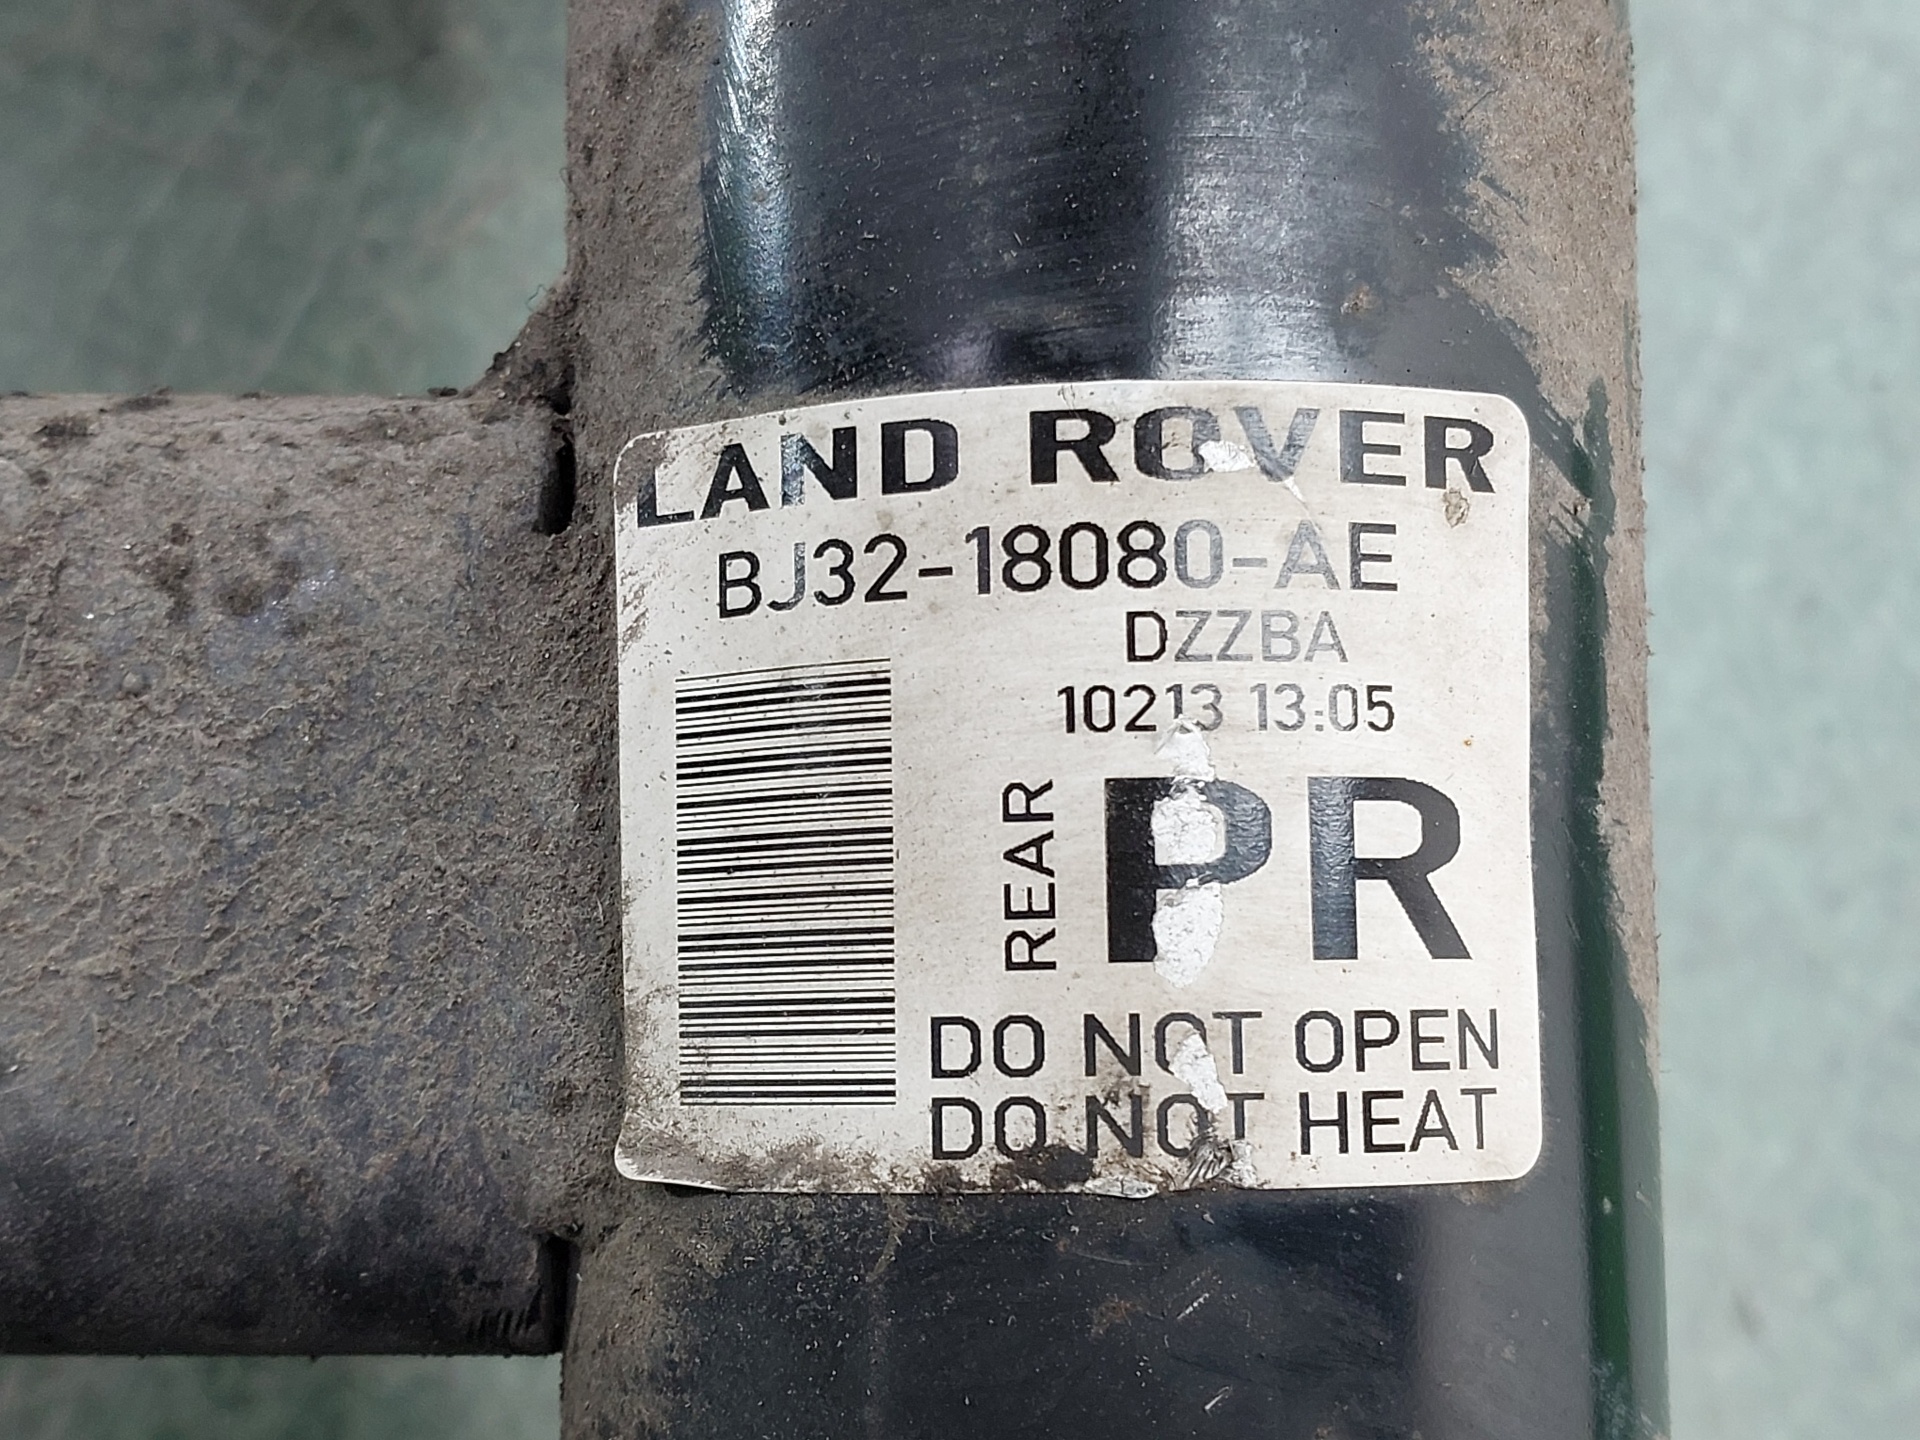 LAND ROVER
BJ32-18080-AE
DZZBA
10213 13:05
REAR
PR
DO NOT OPEN
DO NOT HEAT